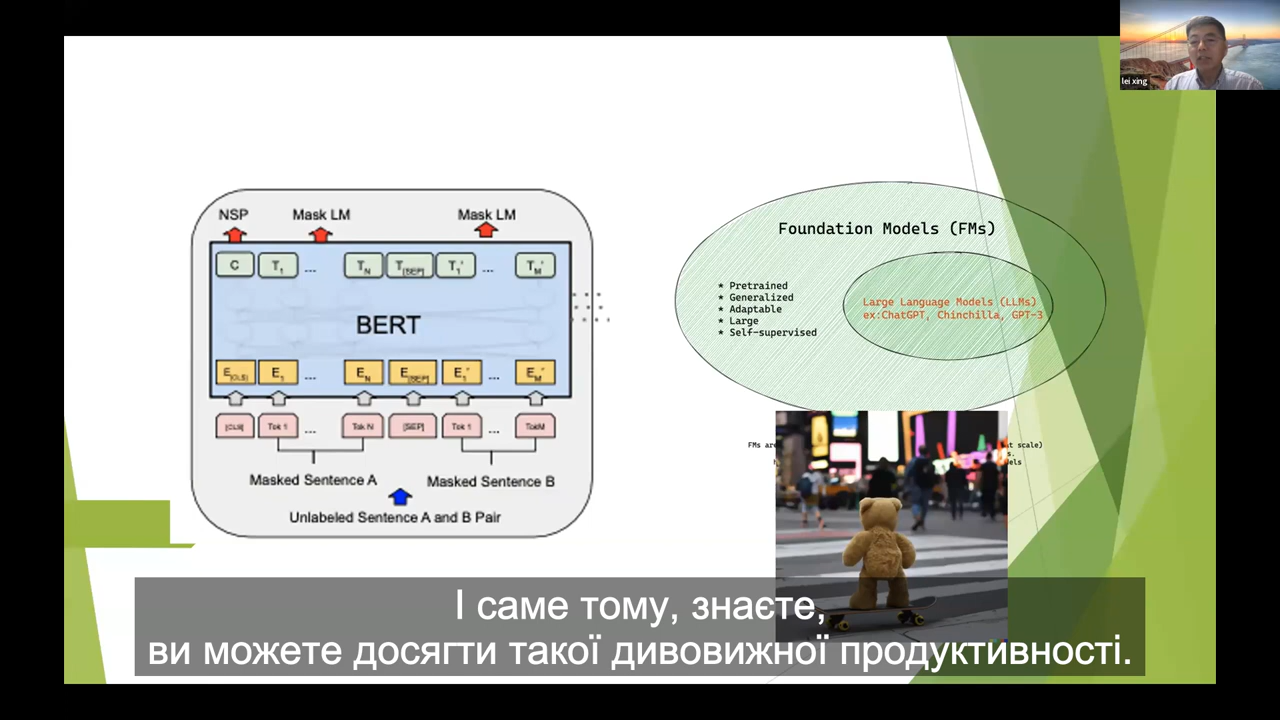 lei xing
NSP Mask LM Mask LM
C T1 ... TN T[SEP] T1' ... TM'
BERT
E[CLS] E1 ... EN E[SEP] E1' ... EM'
[CLS] Tok 1 ... Tok N [SEP] Tok 1 ... TokM
Masked Sentence A Masked Sentence B
Unlabeled Sentence A and B Pair
Foundation Models (FMs)
* Pretrained
* Generalized
* Adaptable
* Large
* Self-supervised
Large Language Models (LLMs)
ex:ChatGPT, Chinchilla, GPT-3
FMs are scale)
І саме тому, знаєте,
ви можете досягти такої дивовижної продуктивності.